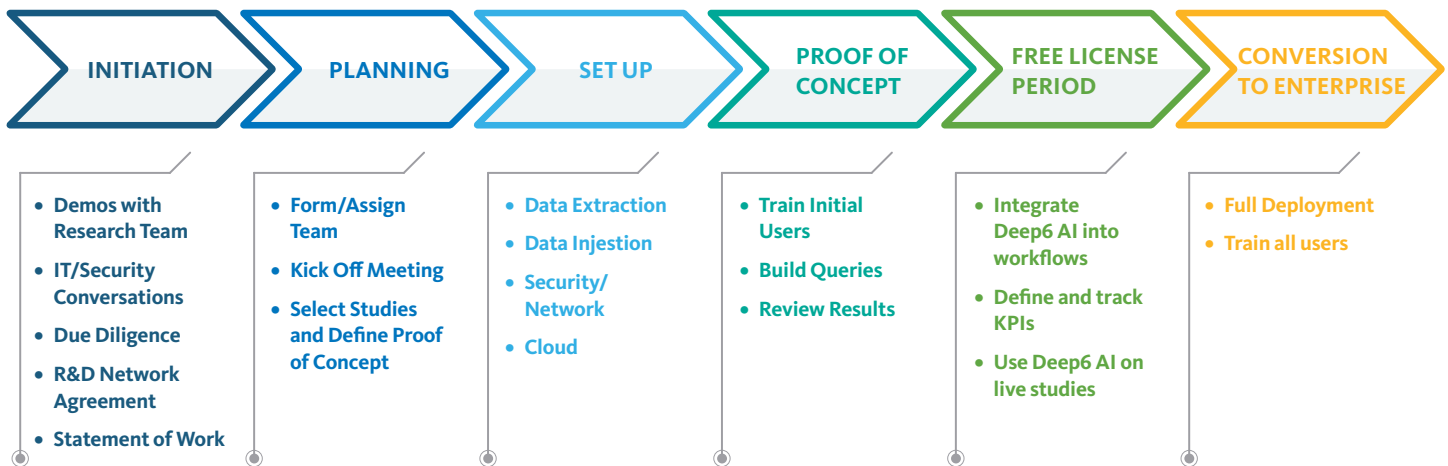 INITIATION
PLANNING
SET UP
PROOF OF
CONCEPT
FREE LICENSE
PERIOD
CONVERSION
TO ENTERPRISE
• Demos with
Research Team
• IT/Security
Conversations
• Due Diligence
• R&D Network
Agreement
• Statement of Work
• Form/Assign
Team
• Kick Off Meeting
• Select Studies
and Define Proof
of Concept
• Data Extraction
• Data Injestion
• Security/
Network
• Cloud
• Train Initial
Users
• Build Queries
• Review Results
• Integrate
Deep6 AI into
workflows
• Define and track
KPIs
• Use Deep6 AI on
live studies
• Full Deployment
• Train all users